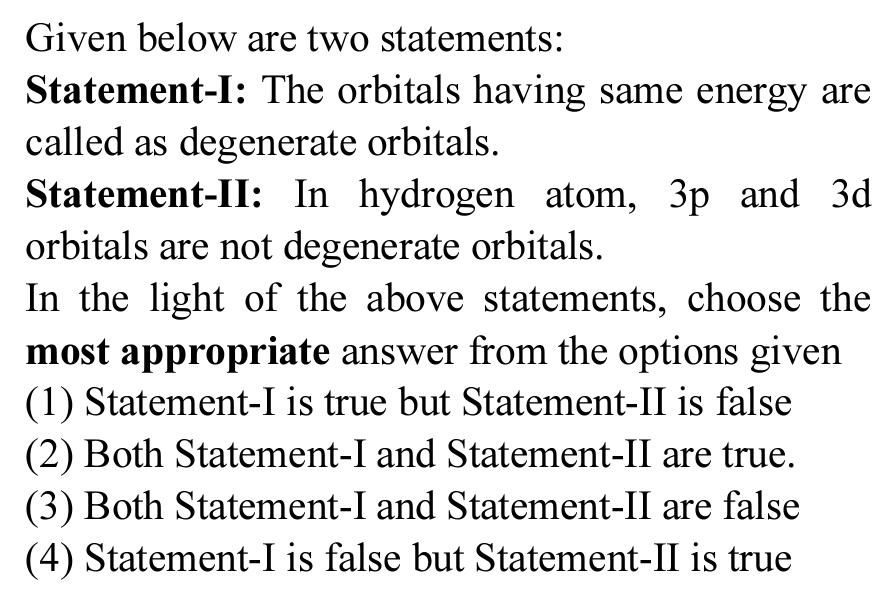 Given below are two statements:
Statement-I: The orbitals having same energy are
called as degenerate orbitals.
Statement-II: In hydrogen atom, 3p and 3d
orbitals are not degenerate orbitals.
In the light of the above statements, choose the
most appropriate answer from the options given
(1) Statement-I is true but Statement-II is false
(2) Both Statement-I and Statement-II are true.
(3) Both Statement-I and Statement-II are false
(4) Statement-I is false but Statement-II is true